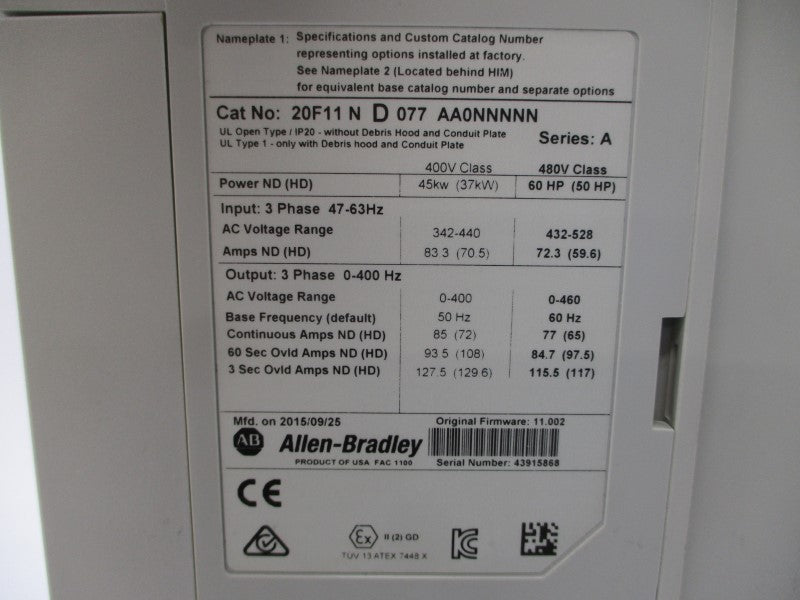 Nameplate 1: Specifications and Custom Catalog Number
representing options installed at factory.
See Nameplate 2 (Located behind HIM)
for equivalent base catalog number and separate options
Cat No: 20F11 N D 077 AA0NNNNN
UL Open Type / IP20 - without Debris Hood and Conduit Plate
UL Type 1 - only with Debris hood and Conduit Plate
Series: A
400V Class 480V Class
Power ND (HD) 45kw (37kW) 60 HP (50 HP)
Input: 3 Phase 47-63Hz
AC Voltage Range 342-440 432-528
Amps ND (HD) 83.3 (70.5) 72.3 (59.6)
Output: 3 Phase 0-400 Hz
AC Voltage Range 0-400 0-460
Base Frequency (default) 50 Hz 60 Hz
Continuous Amps ND (HD) 85 (72) 77 (65)
60 Sec Ovld Amps ND (HD) 93.5 (108) 84.7 (97.5)
3 Sec Ovld Amps ND (HD) 127.5 (129.6) 115.5 (117)
Mfd. on 2015/09/25 Original Firmware: 11.002
AB Allen-Bradley
PRODUCT OF USA FAC 1100 Serial Number: 43915868
CE
Ex II (2) GD
TUV 13 ATEX 7448 X